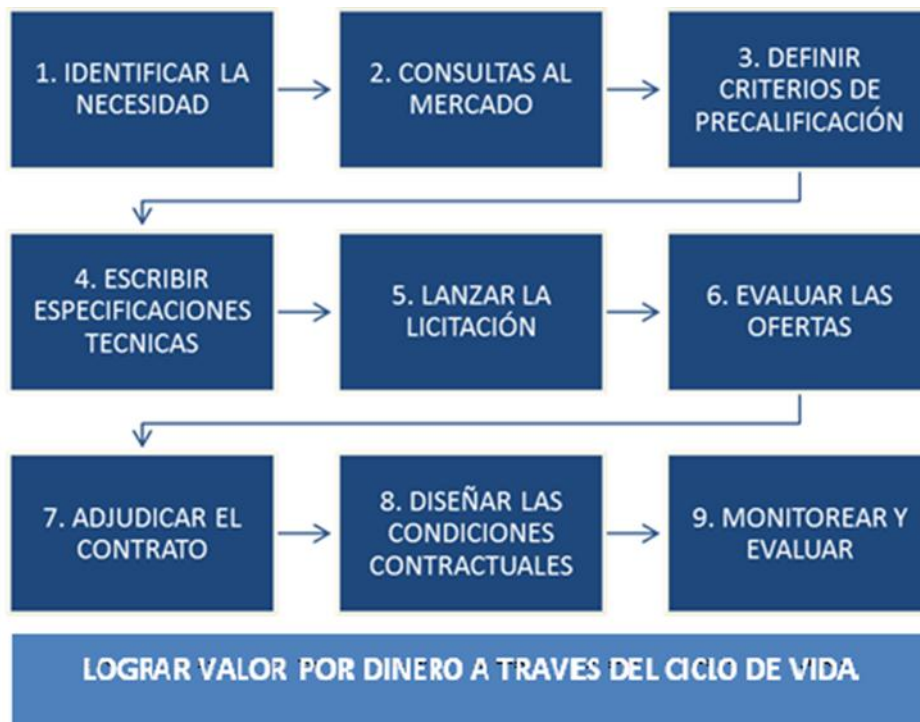 1. IDENTIFICAR LA
NECESIDAD
2. CONSULTAS AL
MERCADO
3. DEFINIR
CRITERIOS DE
PRECALIFICACIÓN
4. ESCRIBIR
ESPECIFICACIONES
TECNICAS
5. LANZAR LA
LICITACIÓN
6. EVALUAR LAS
OFERTAS
7. ADJUDICAR EL
CONTRATO
8. DISEÑAR LAS
CONDICIONES
CONTRACTUALES
9. MONITOREAR Y
EVALUAR
LOGRAR VALOR POR DINERO A TRAVES DEL CICLO DE VIDA